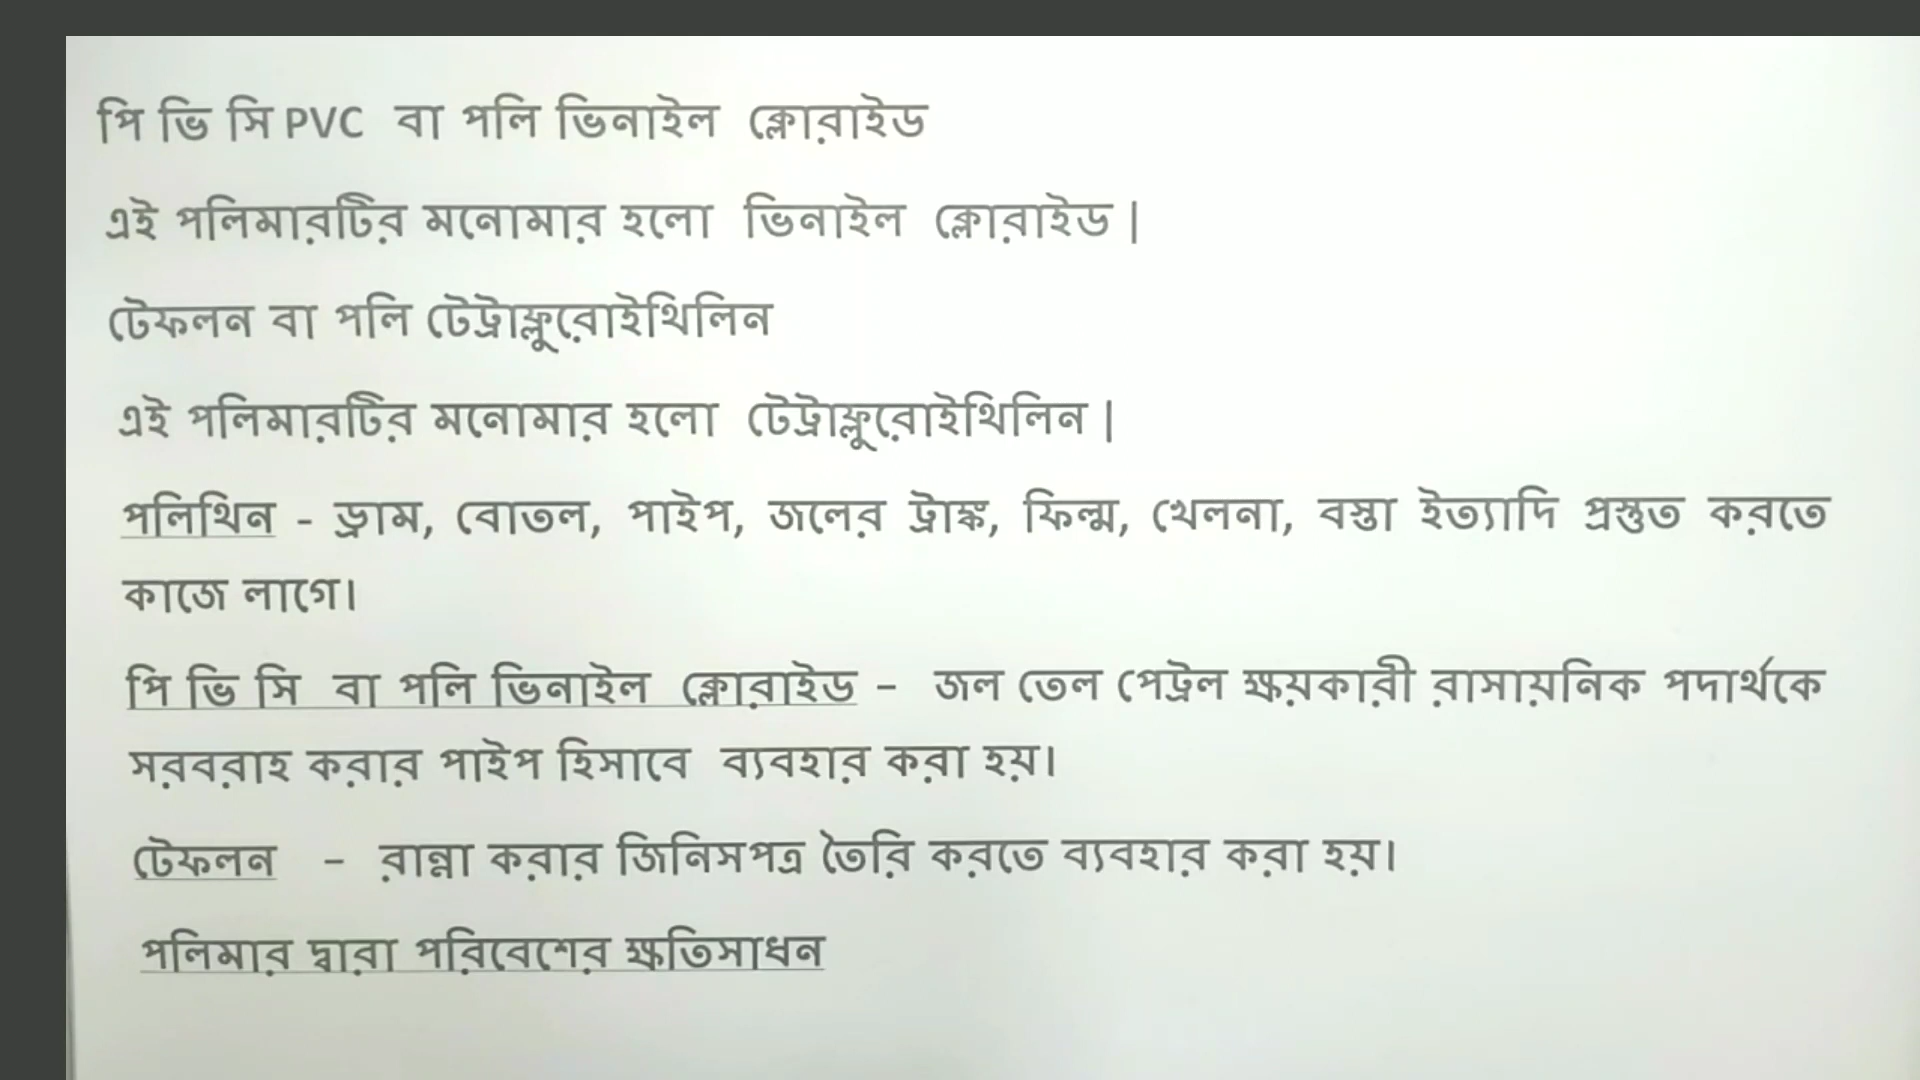 পি ভি সি PVC বা পলি ভিনাইল ক্লোরাইড
এই পলিমারটির মনোমার হলো ভিনাইল ক্লোরাইড |
টেফলন বা পলি টেট্রাফ্লুরোইথিলিন
এই পলিমারটির মনোমার হলো টেট্রাফ্লুরোইথিলিন |
পলিথিন - ড্রাম, বোতল, পাইপ, জলের ট্রাঙ্ক, ফিল্ম, খেলনা, বস্তা ইত্যাদি প্রস্তুত করতে
কাজে লাগে।
পি ভি সি বা পলি ভিনাইল ক্লোরাইড – জল তেল পেট্রল ক্ষয়কারী রাসায়নিক পদার্থকে
সরবরাহ করার পাইপ হিসাবে ব্যবহার করা হয়।
টেফলন – রান্না করার জিনিসপত্র তৈরি করতে ব্যবহার করা হয়।
পলিমার দ্বারা পরিবেশের ক্ষতিসাধন